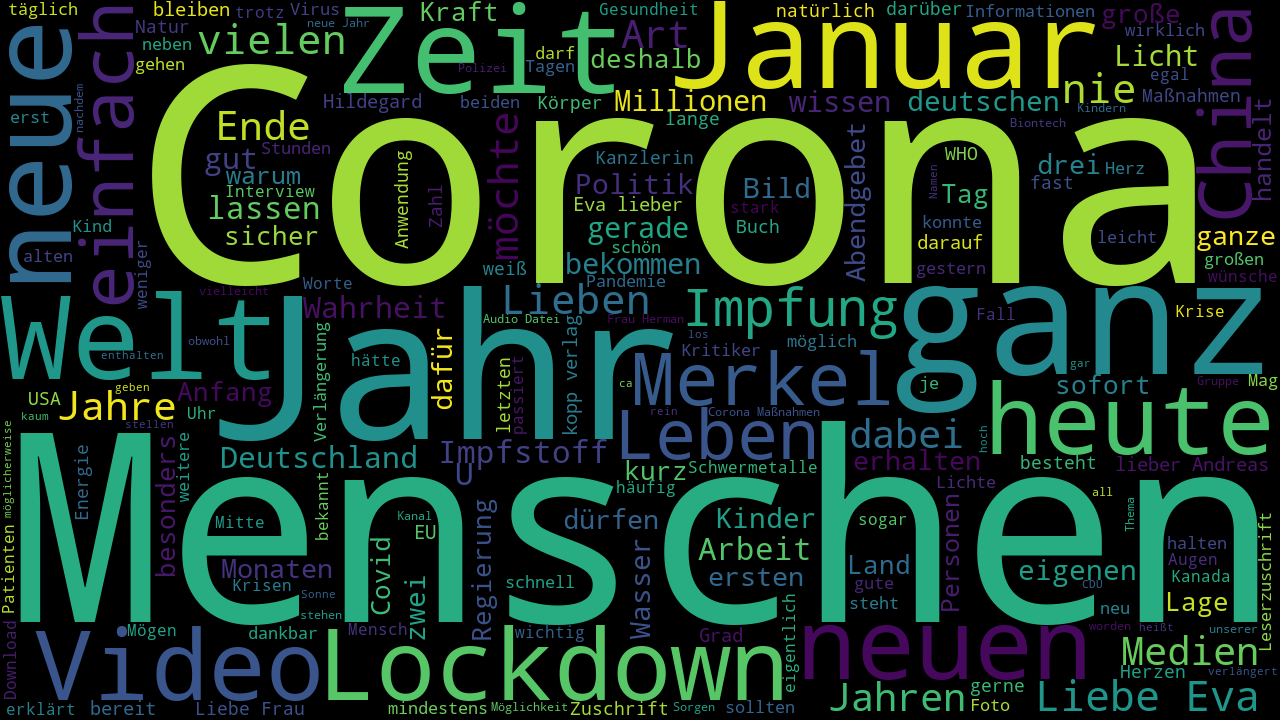 täglich
bleiben
trotz
Virus
neue Jahr
Zeit
Kraft
Gesundheit
Januar
natürlich
darüber
Informationen
große
neue
einfach
Natur
neben
gehen
vielen
Art
darf
Tagen
deshalb
Polizei
wirklich
Licht
egal
Maßnahmen
China
erst
nachdem
Corona
Hildegard
beiden
Körper
Millionen
wissen
deutschen
nie
Kindern
handelt
Ende
Stunden
gut
warum
Interview
lassen
sicher
Anwendung
Zahl
möchte
lange
Kanzlerin
Politik
Eva lieber
gerade
schön
bekommen
Pandemie
Bild
stark
Buch
Abendgebet
WHO
Namen
Tag
konnte
darauf
gestern
Biontech
drei
Herz
fast
leicht
ganze
großen
wünsche
Kind
alten
weniger
weiß
Worte
vielleicht
Wahrheit
Lieben
Audio Datei
Frau Herman
Impfung
ganz
Fall
Krise
Welt
enthalten
obwohl
Jahr
Verlängerung
hätte
dafür
letzten
passiert
kopp verlag
los
Kritiker
möglich
ca
Merkel
je
gar
sofort
Gruppe
Mag
USA
kaum
geben
Jahre
stellen
Anfang
Uhr
rein
Corona Maßnahmen
Leben
heute
hoch
möglicherweise
Menschen
Energie
besonders
weitere
Deutschland
bekannt
Impfstoff
U
kurz
häufig
Schwermetalle
dabei
erhalten
besteht
lieber Andreas
Lichte
all
Thema
Patienten
Mitte
Monaten
Krisen
Sonne
stehen
Covid
Kanal
EU
zwei
Regierung
schnell
dürfen
Wasser
Kinder
Arbeit
ersten
sogar
Land
gute
steht
Personen
eigenen
CDU
neu
halten
Augen
Kanada
Lage
Leserzuschrift
Download
Video
Mögen
dankbar
Mensch
wichtig
Grad
eigentlich
neuen
worden
heißt
unserer
Medien
Herzen
verlängert
erklärt
bereit
Liebe Frau
Lockdown
mindestens
Möglichkeit
Zuschrift
Sorgen
sollten
Jahren
gerne
Foto
Liebe Eva